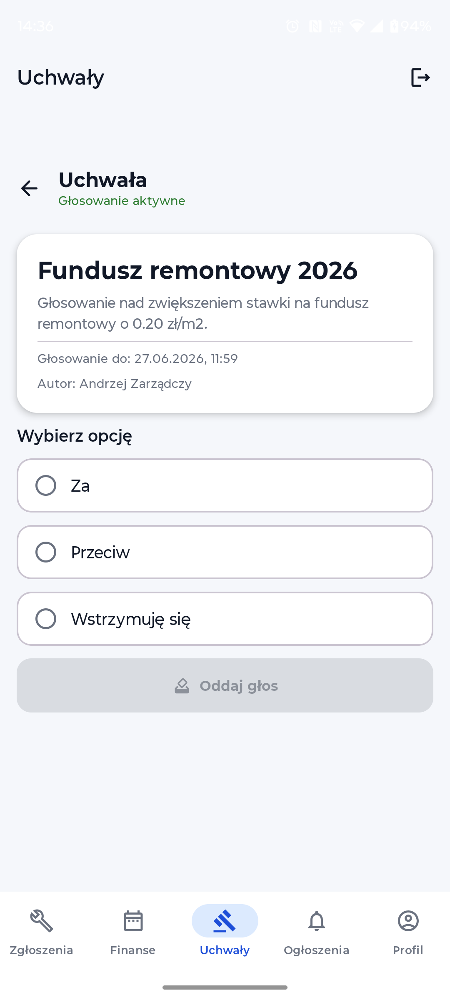 14:36
Vo LTE
94%
Uchwały
Uchwała
Głosowanie aktywne
Fundusz remontowy 2026
Głosowanie nad zwiększeniem stawki na fundusz
remontowy o 0.20 zł/m2.
Głosowanie do: 27.06.2026, 11:59
Autor: Andrzej Zarządczy
Wybierz opcję
Za
Przeciw
Wstrzymuję się
Oddaj głos
Zgłoszenia
Finanse
Uchwały
Ogłoszenia
Profil